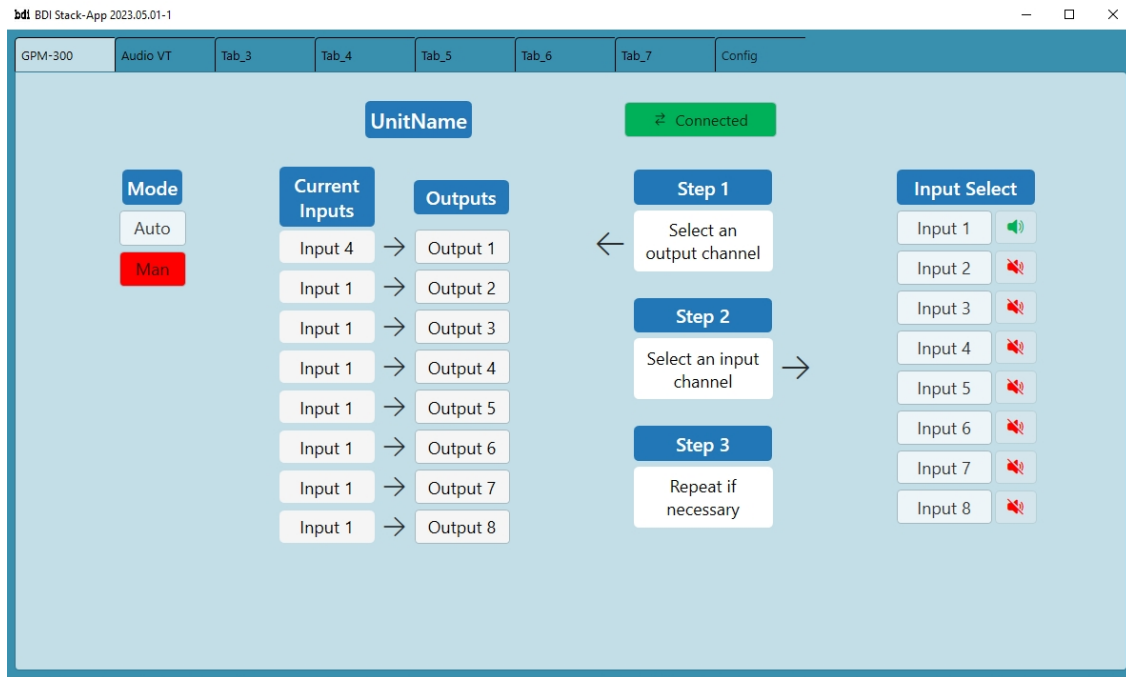 bdi BDI Stack-App 2023.05.01-1
GPM-300 Audio VT Tab_3 Tab_4 Tab_5 Tab_6 Tab_7 Config
UnitName
Connected
Mode
Auto
Man
Current
Inputs
Outputs
Input 4 → Output 1
Input 1 → Output 2
Input 1 → Output 3
Input 1 → Output 4
Input 1 → Output 5
Input 1 → Output 6
Input 1 → Output 7
Input 1 → Output 8
Step 1
Select an
output channel
Step 2
Select an input
channel
Step 3
Repeat if
necessary
Input Select
Input 1
Input 2
Input 3
Input 4
Input 5
Input 6
Input 7
Input 8